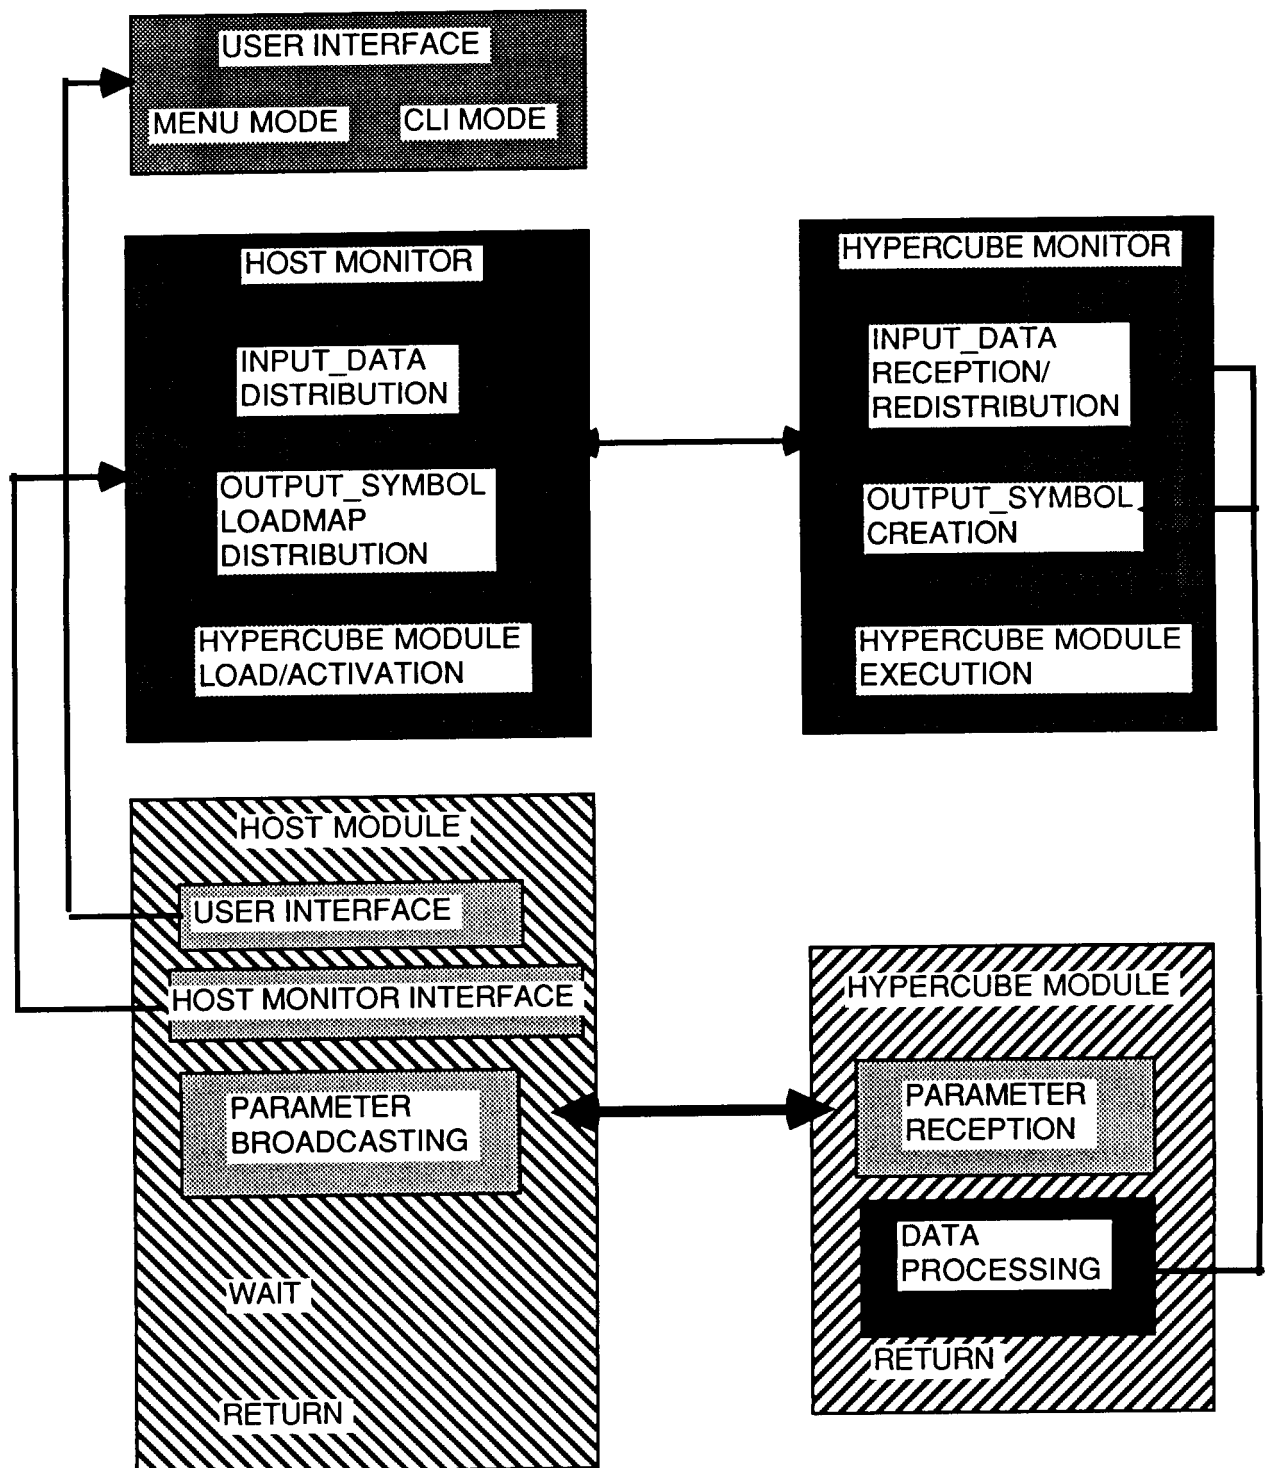 USER INTERFACE
MENU MODE
CLI MODE
HOST MONITOR
INPUT_DATA
DISTRIBUTION
OUTPUT_SYMBOL
LOADMAP
DISTRIBUTION
HYPERCUBE MODULE
LOAD/ACTIVATION
HYPERCUBE MONITOR
INPUT_DATA
RECEPTION/
REDISTRIBUTION
OUTPUT_SYMBOL
CREATION
HYPERCUBE MODULE
EXECUTION
HOST MODULE
USER INTERFACE
HOST MONITOR INTERFACE
PARAMETER
BROADCASTING
WAIT
RETURN
HYPERCUBE MODULE
PARAMETER
RECEPTION
DATA
PROCESSING
RETURN